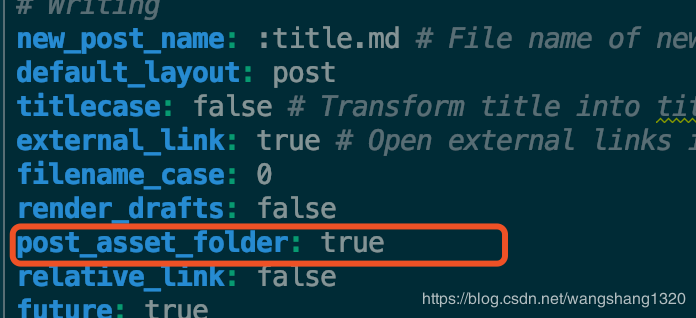 # Writing
new_post_name: :title.md # File name of new
default_layout: post
titlecase: false # Transform title into tit
external_link: true # Open external links i
filename_case: 0
render_drafts: false
post_asset_folder: true
relative_link: false
future: true
https://blog.csdn.net/wangshang1320